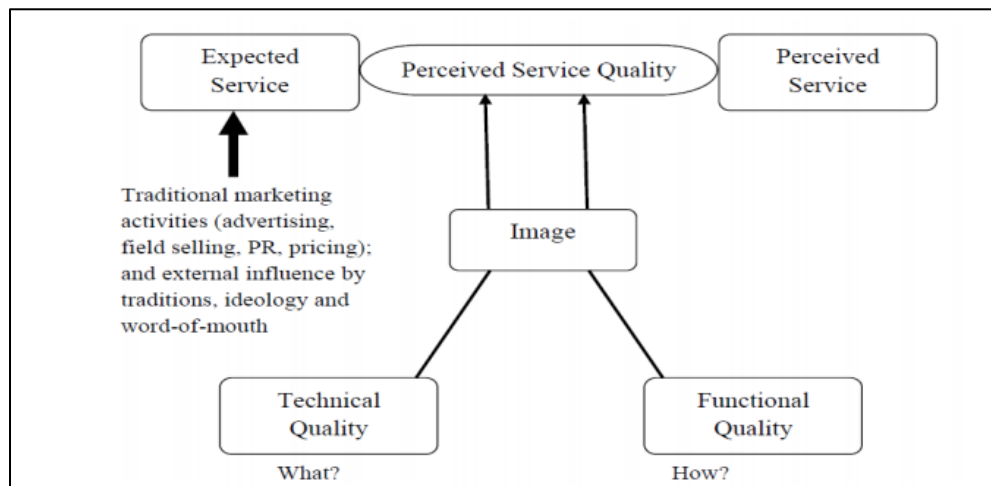 Expected
Service
Perceived Service Quality
Perceived
Service
Traditional marketing
activities (advertising,
field selling, PR, pricing);
and external influence by
traditions, ideology and
word-of-mouth
Image
Technical
Quality
Functional
Quality
What?
How?